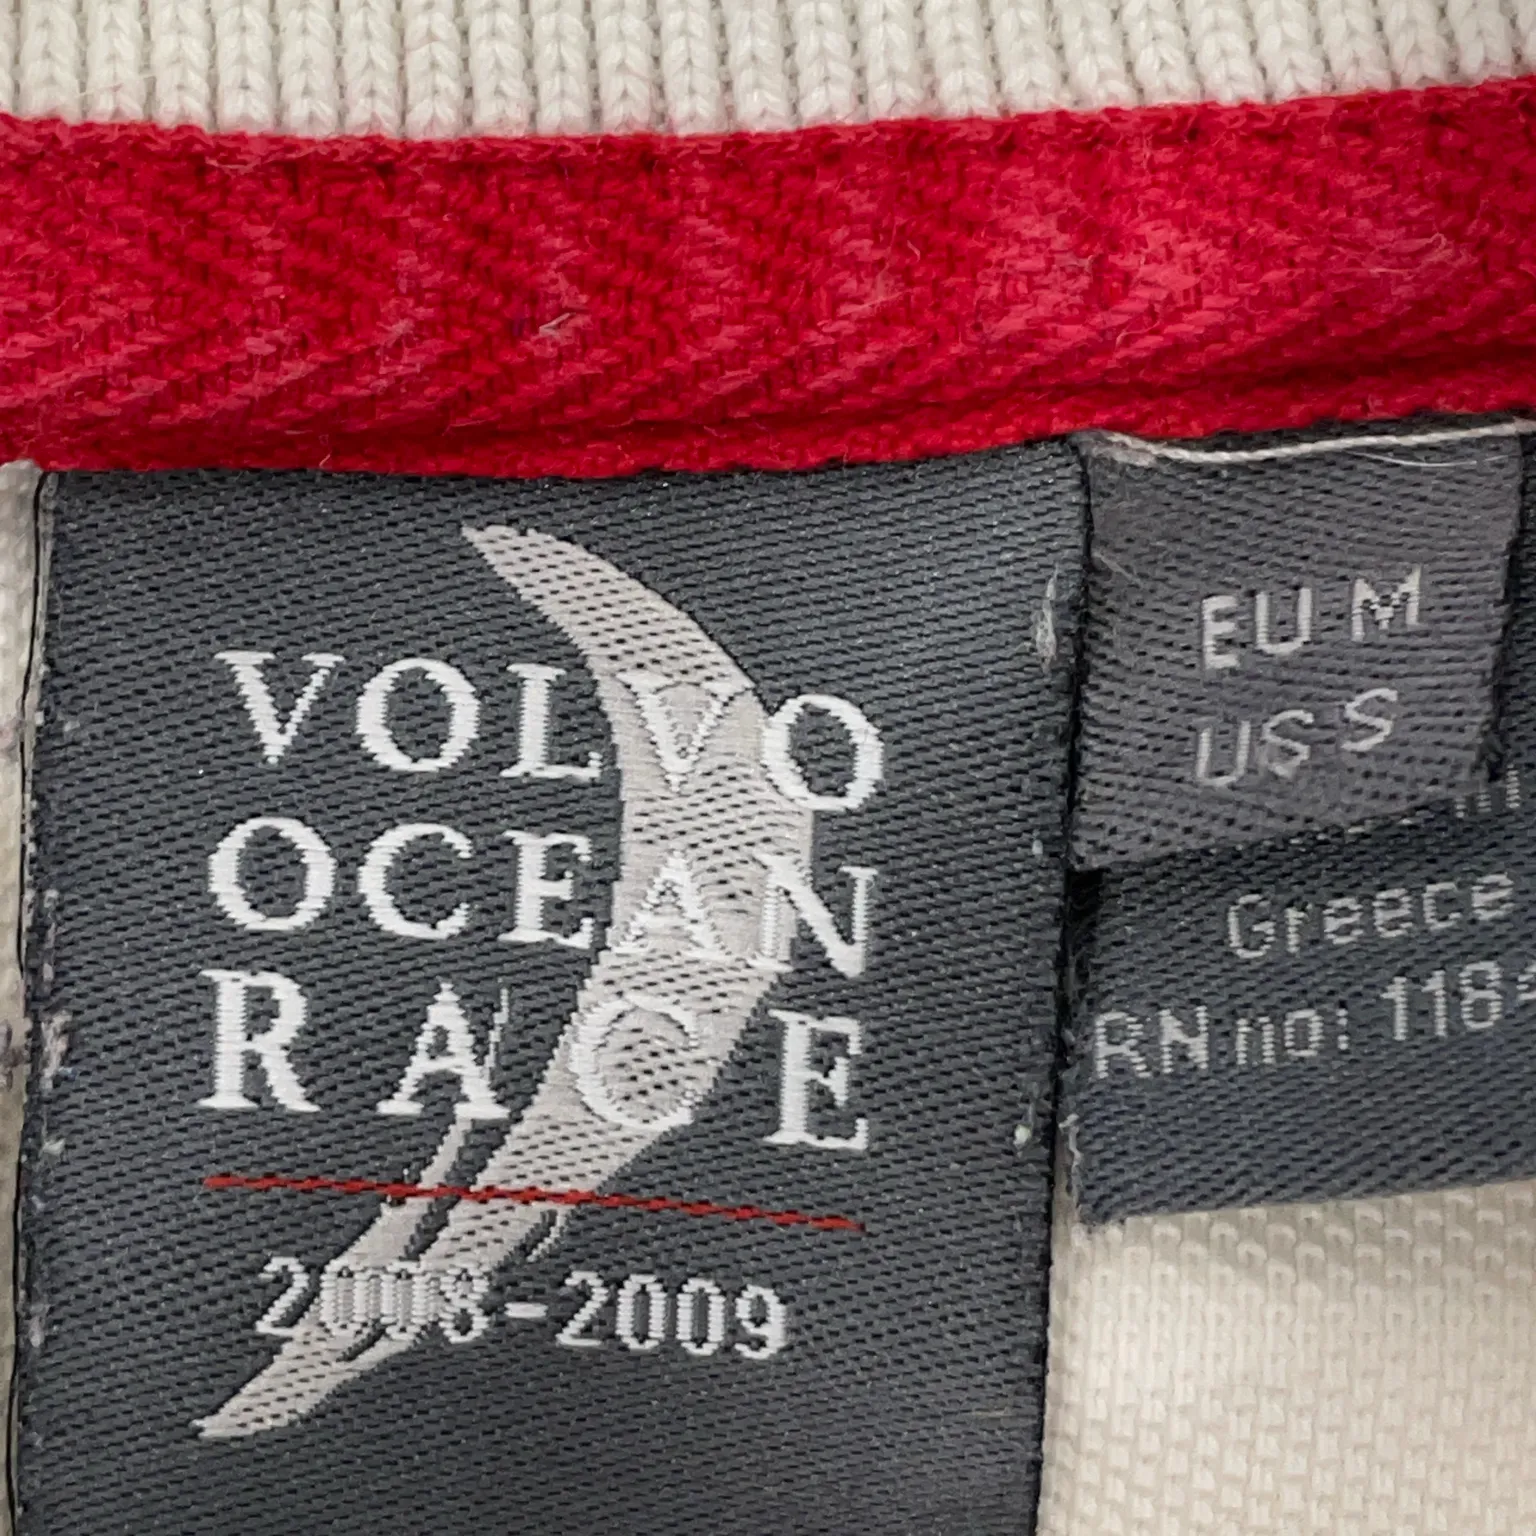 VOLVO
OCEAN
RACE
2008-2009
EU M
US S
Greece
RN no: 118